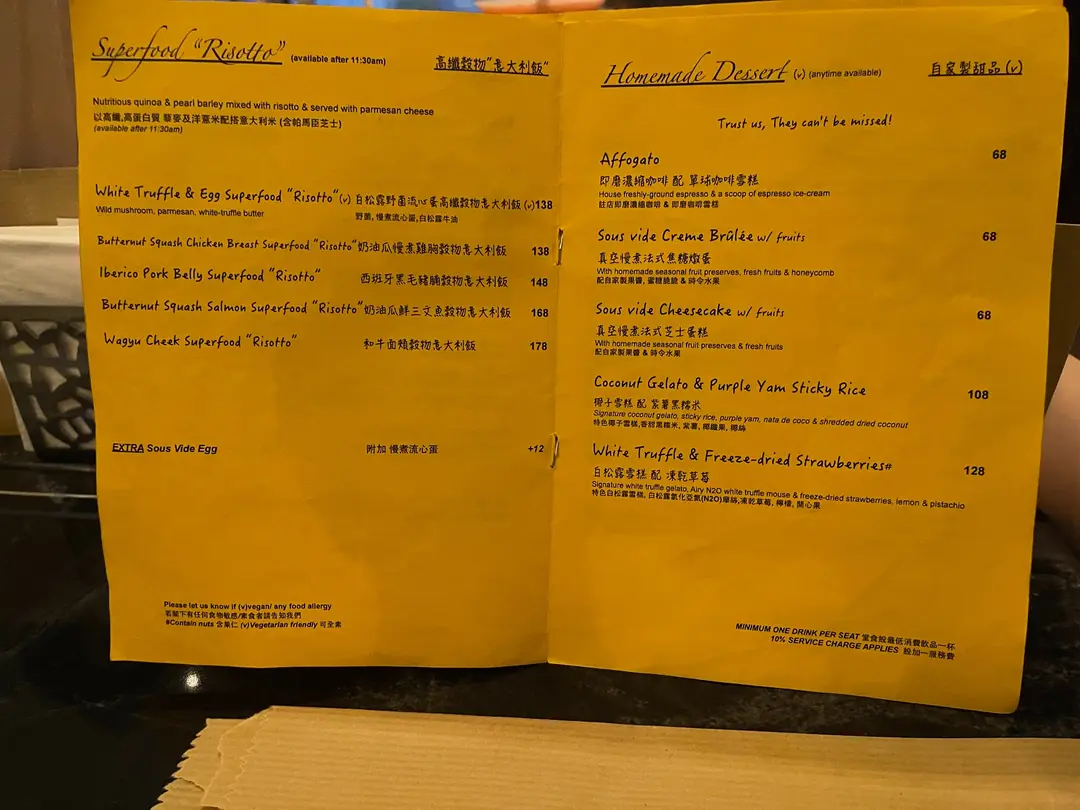 Superfood "Risotto" (available after 11:30am) 高纖穀物"意大利飯"
Nutritious quinoa & pearl barley mixed with risotto & served with parmesan cheese
以高纖,高蛋白質 藜麥及洋薏米配搭意大利米 (含帕馬臣芝士)
(available after 11:30am)
White Truffle & Egg Superfood "Risotto" (v) 白松露野菌流心蛋高纖穀物意大利飯 (v) 138
Wild mushroom, parmesan, white-truffle butter 野菌, 慢煮流心蛋, 白松露牛油
Butternut Squash Chicken Breast Superfood "Risotto" 奶油瓜慢煮雞胸穀物意大利飯 138
Iberico Pork Belly Superfood "Risotto" 西班牙黑毛豬腩穀物意大利飯 148
Butternut Squash Salmon Superfood "Risotto" 奶油瓜鮮三文魚穀物意大利飯 168
Wagyu Cheek Superfood "Risotto" 和牛面頰穀物意大利飯 178
EXTRA Sous Vide Egg 附加 慢煮流心蛋 +12
Please let us know if (v)vegan/ any food allergy
若閣下有任何食物敏感/素食者請告知我們
#Contain nuts 含果仁 (v)Vegetarian friendly 可全素
Homemade Dessert (v) (anytime available) 自家製甜品 (v)
Trust us, They can't be missed!
Affogato 68
即磨濃縮咖啡 配 單球咖啡雪糕
House freshly-ground espresso & a scoop of espresso ice-cream
註店即磨濃縮咖啡 & 即磨咖啡雪糕
Sous vide Creme Brûlée w/ fruits 68
真空慢煮法式焦糖燉蛋
With homemade seasonal fruit preserves, fresh fruits & honeycomb
配自家製果醬, 蜜糖脆脆 & 時令水果
Sous vide Cheesecake w/ fruits 68
真空慢煮法式芝士蛋糕
With homemade seasonal fruit preserves & fresh fruits
配自家製果醬 & 時令水果
Coconut Gelato & Purple Yam Sticky Rice 108
椰子雪糕 配 紫薯黑糯米
Signature coconut gelato, sticky rice, purple yam, nata de coco & shredded dried coconut
特色椰子雪糕, 香甜黑糯米, 紫薯, 椰纖果, 椰絲
White Truffle & Freeze-dried Strawberries# 128
白松露雪糕 配 凍乾草莓
Signature white truffle gelato, Airy N2O white truffle mouse & freeze-dried strawberries, lemon & pistachio
特色白松露雪糕, 白松露氧化亞氮(N2O)摩絲, 凍乾草莓, 檸檬, 開心果
MINIMUM ONE DRINK PER SEAT 堂食設最低消費飲品一杯
10% SERVICE CHARGE APPLIES 設加一服務費